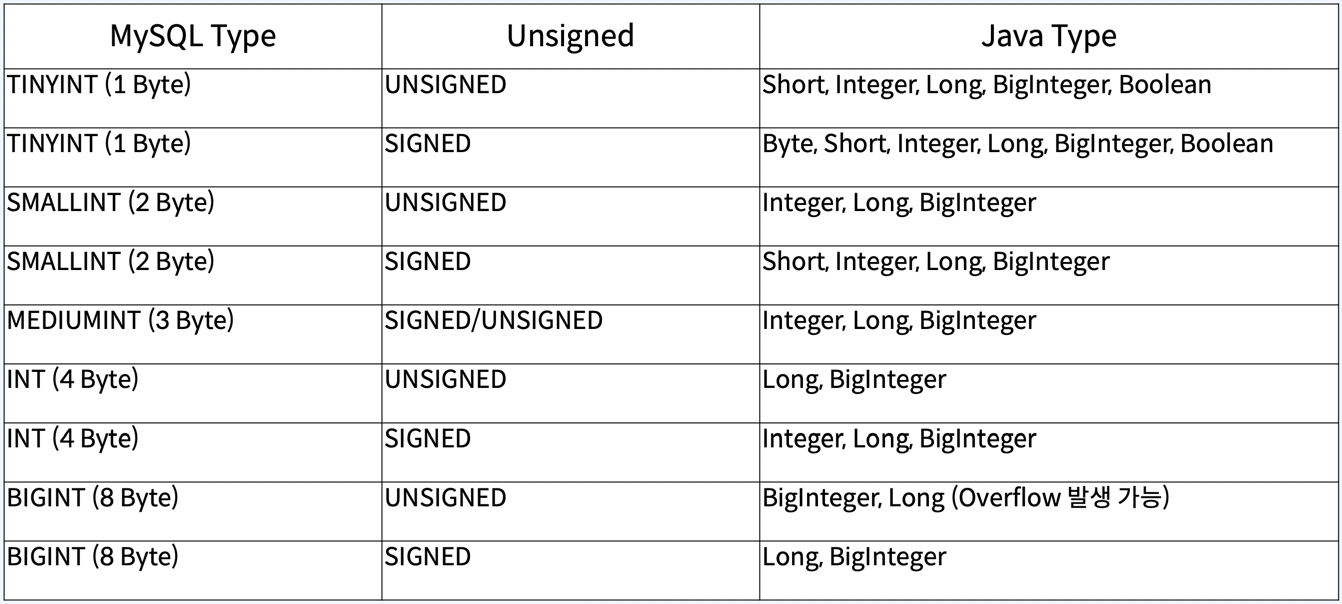 MySQL Type Unsigned Java Type
TINYINT (1 Byte) UNSIGNED Short, Integer, Long, BigInteger, Boolean
TINYINT (1 Byte) SIGNED Byte, Short, Integer, Long, BigInteger, Boolean
SMALLINT (2 Byte) UNSIGNED Integer, Long, BigInteger
SMALLINT (2 Byte) SIGNED Short, Integer, Long, BigInteger
MEDIUMINT (3 Byte) SIGNED/UNSIGNED Integer, Long, BigInteger
INT (4 Byte) UNSIGNED Long, BigInteger
INT (4 Byte) SIGNED Integer, Long, BigInteger
BIGINT (8 Byte) UNSIGNED BigInteger, Long (Overflow 발생 가능)
BIGINT (8 Byte) SIGNED Long, BigInteger